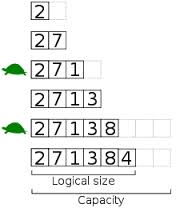 2
2 7
2 7 1
2 7 1 3
2 7 1 3 8
2 7 1 3 8 4
Logical size
Capacity